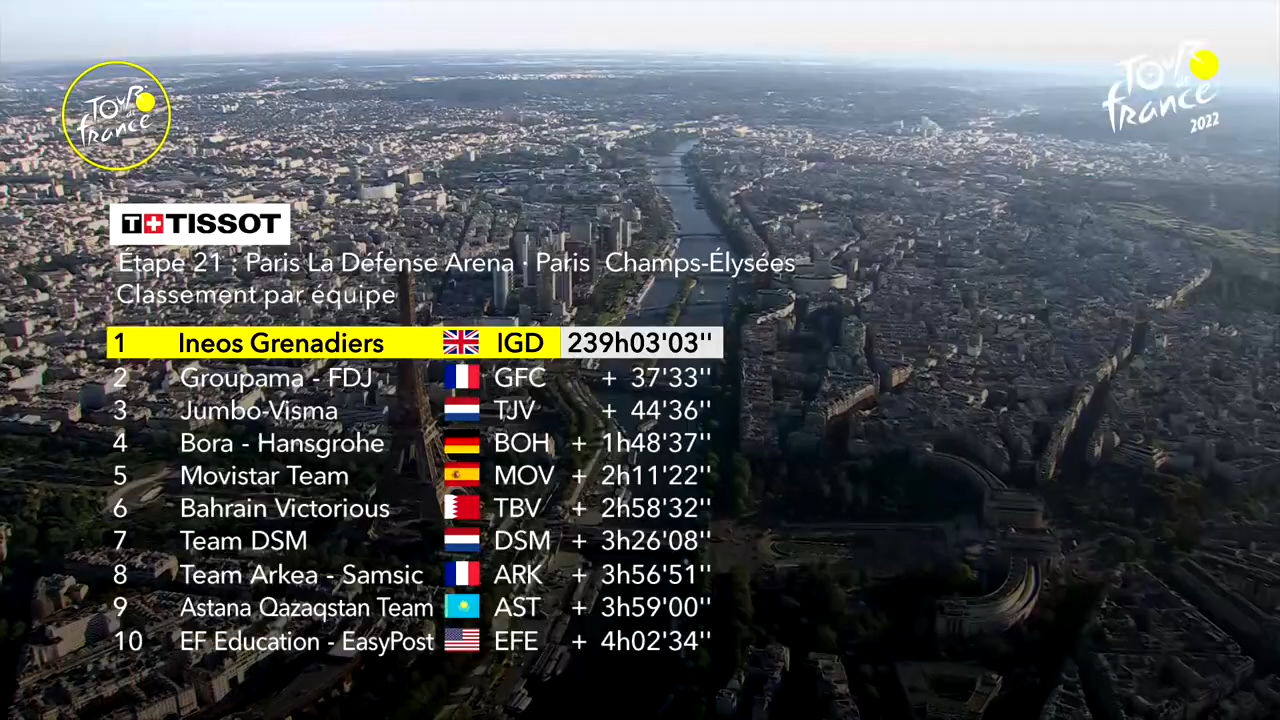 TOUR de france
TOUR de france 2022
T+TISSOT
Etape 21 : Paris La Défense Arena · Paris Champs-Élysées
Classement par équipe
1 Ineos Grenadiers IGD 239h03'03''
2 Groupama - FDJ GFC + 37'33''
3 Jumbo-Visma TJV + 44'36''
4 Bora - Hansgrohe BOH + 1h48'37''
5 Movistar Team MOV + 2h11'22''
6 Bahrain Victorious TBV + 2h58'32''
7 Team DSM DSM + 3h26'08''
8 Team Arkea - Samsic ARK + 3h56'51''
9 Astana Qazaqstan Team AST + 3h59'00''
10 EF Education - EasyPost EFE + 4h02'34''